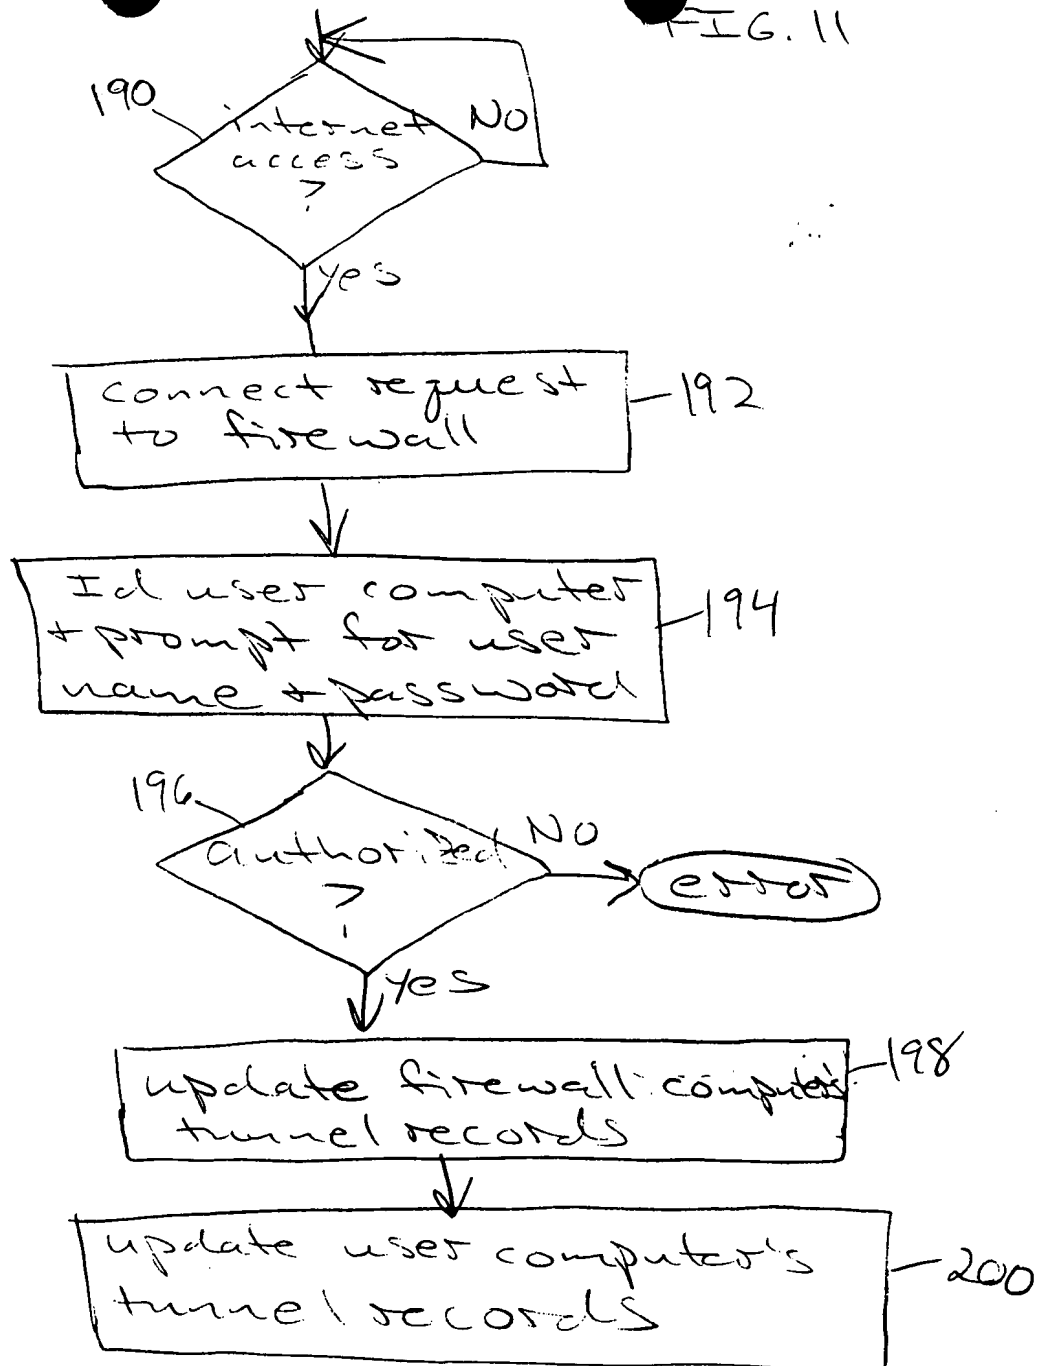 FIG. 11
190
internet
access
?
No
yes
connect request
to firewall
192
Id user computer
+ prompt for user
name + password
194
196
authorized
?
No
error
yes
update firewall computer's
tunnel records
198
update user computer's
tunnel records
200